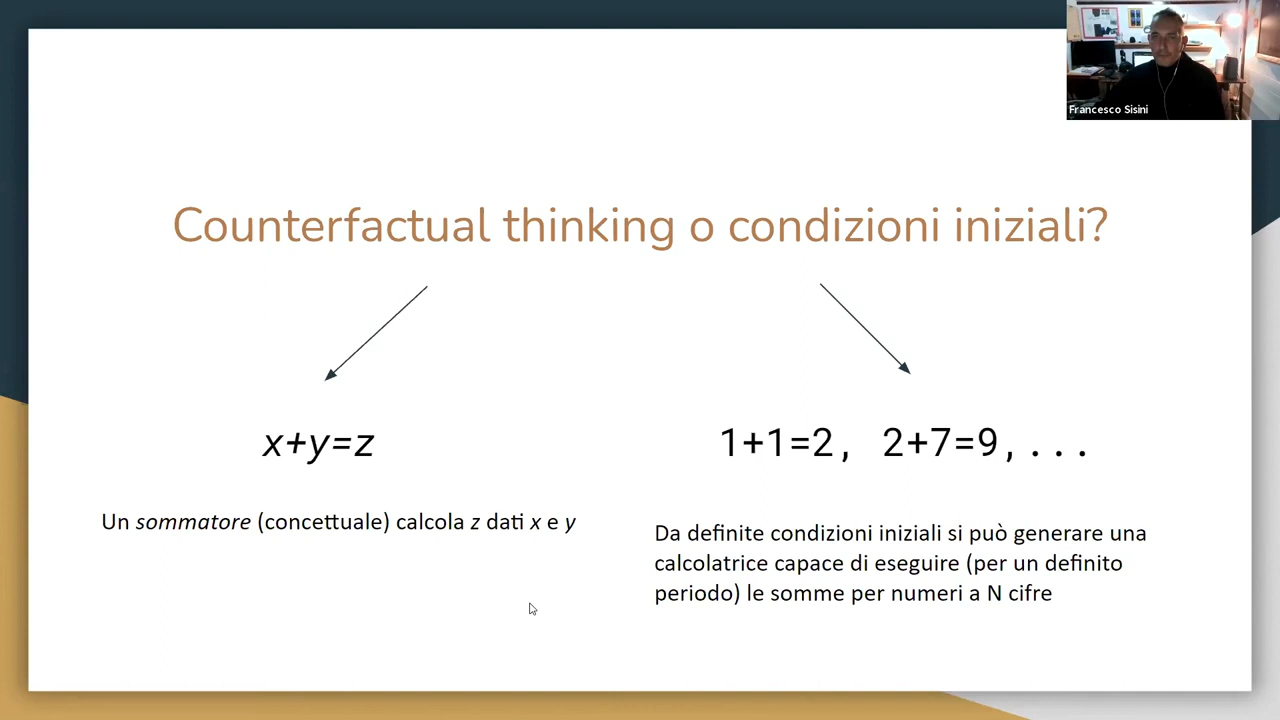 Francesco Sisini
Counterfactual thinking o condizioni iniziali?
x+y=z
1+1=2, 2+7=9,...
Un sommatore (concettuale) calcola z dati x e y
Da definite condizioni iniziali si può generare una
calcolatrice capace di eseguire (per un definito
periodo) le somme per numeri a N cifre